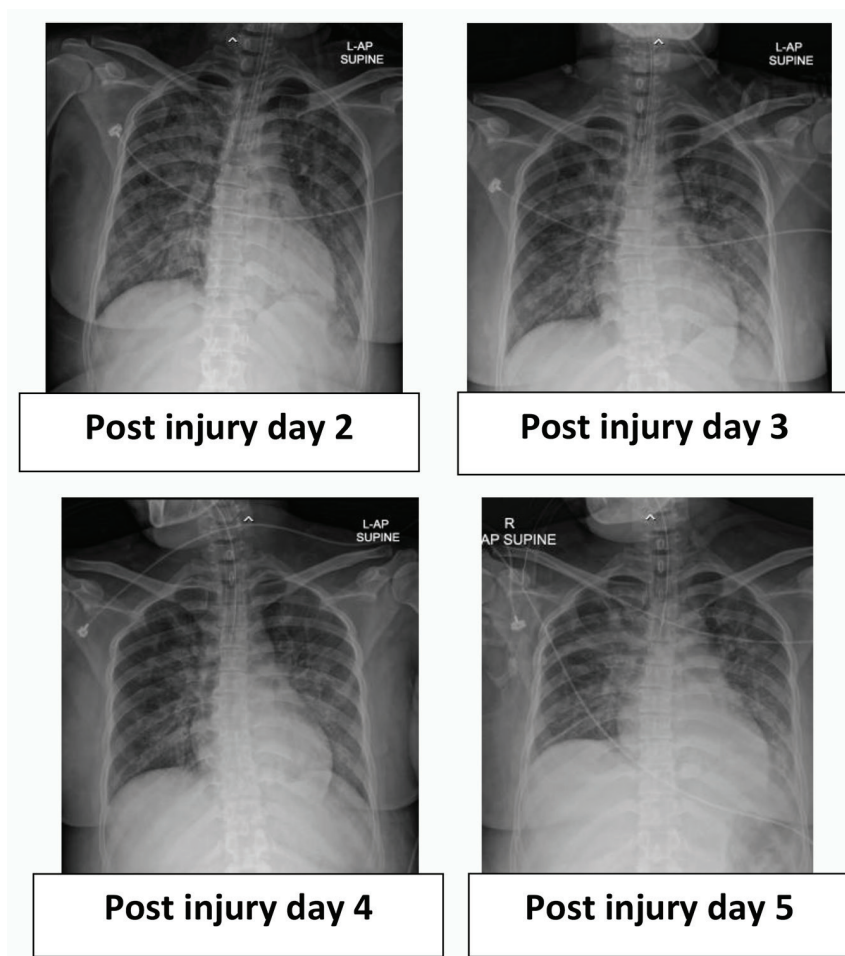 L-AP
SUPINE
L-AP
SUPINE
Post injury day 2
Post injury day 3
L-AP
SUPINE
R
AP SUPINE
Post injury day 4
Post injury day 5